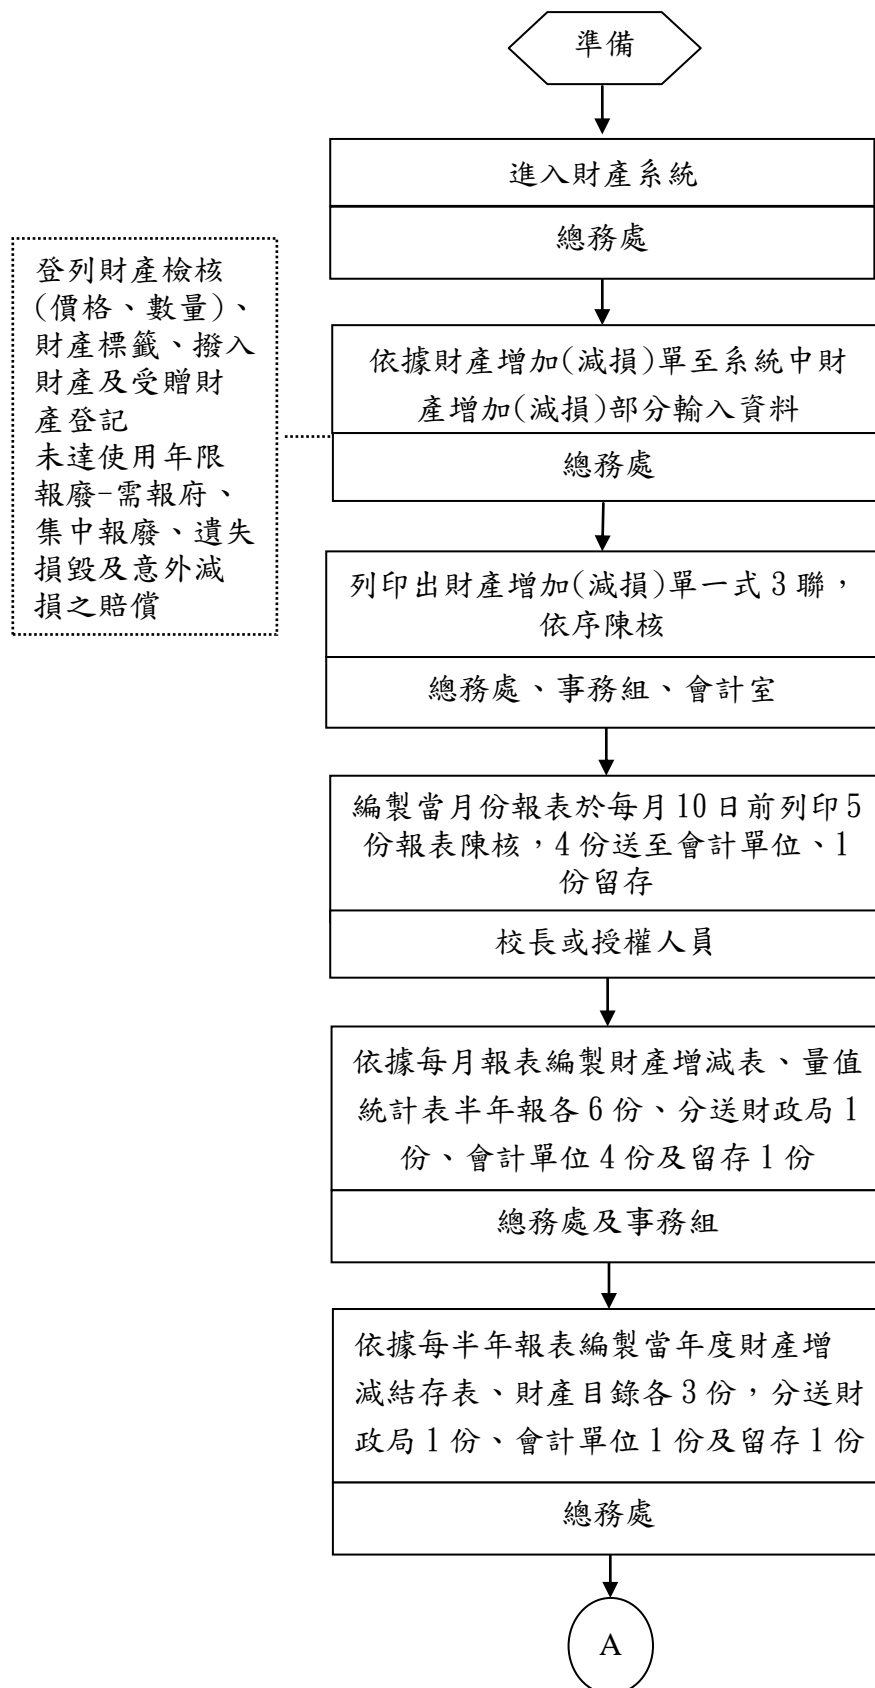 準備
進入財產系統
總務處
登列財產檢核
(價格、數量)、
財產標籤、撥入
財產及受贈財
產登記
未達使用年限
報廢-需報府、
集中報廢、遺失
損毀及意外減
損之賠償
依據財產增加(減損)單至系統中財
產增加(減損)部分輸入資料
總務處
列印出財產增加(減損)單一式 3 聯，
依序陳核
總務處、事務組、會計室
編製當月份報表於每月 10 日前列印 5
份報表陳核，4 份送至會計單位、1
份留存
校長或授權人員
依據每月報表編製財產增減表、量值
統計表半年報各 6 份、分送財政局 1
份、會計單位 4 份及留存 1 份
總務處及事務組
依據每半年報表編製當年度財產增
減結存表、財產目錄各 3 份，分送財
政局 1 份、會計單位 1 份及留存 1 份
總務處
A